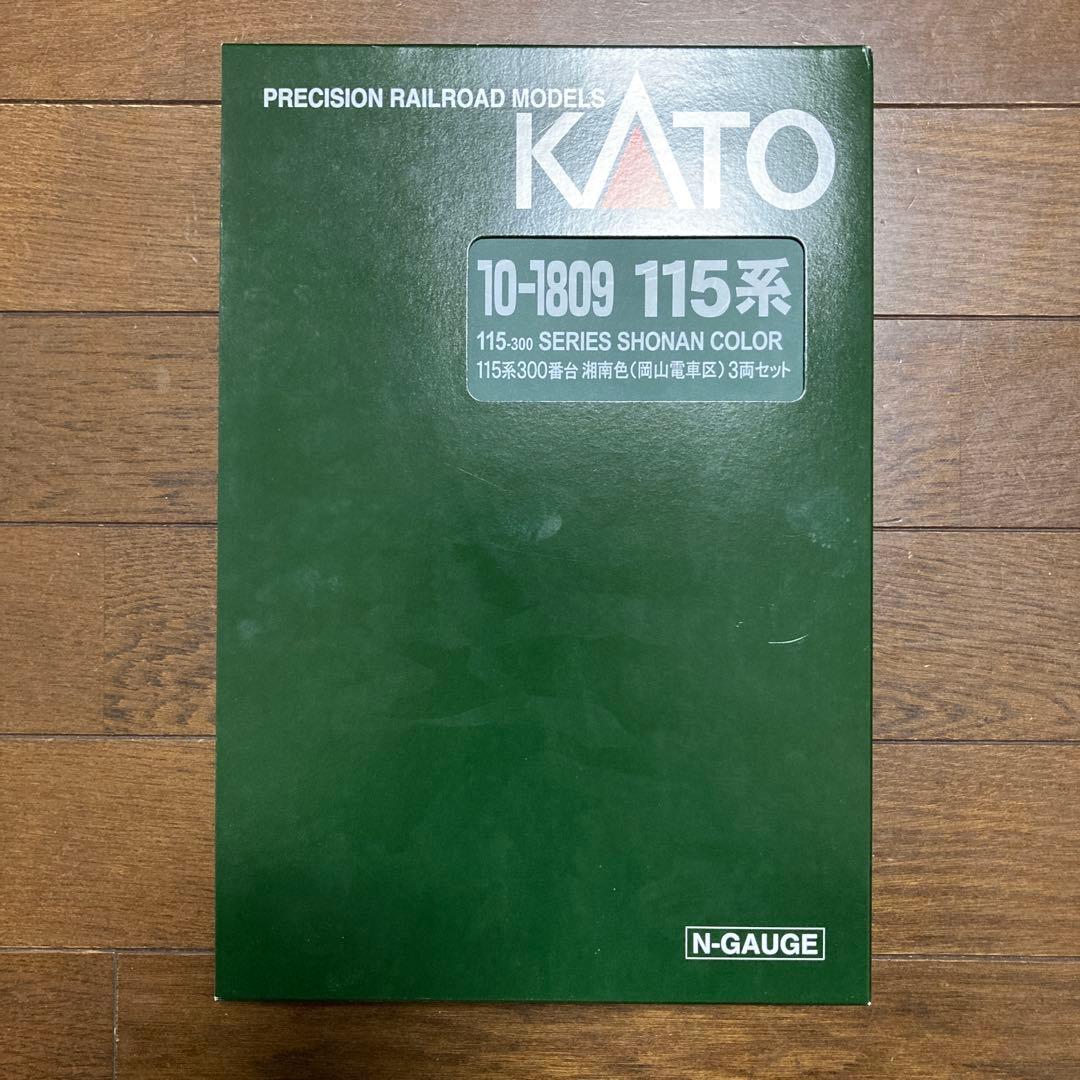 PRECISION RAILROAD MODELS
KATO
10-1809 115系
115-300 SERIES SHONAN COLOR
115系300番台 湘南色(岡山電車区)3両セット
N-GAUGE